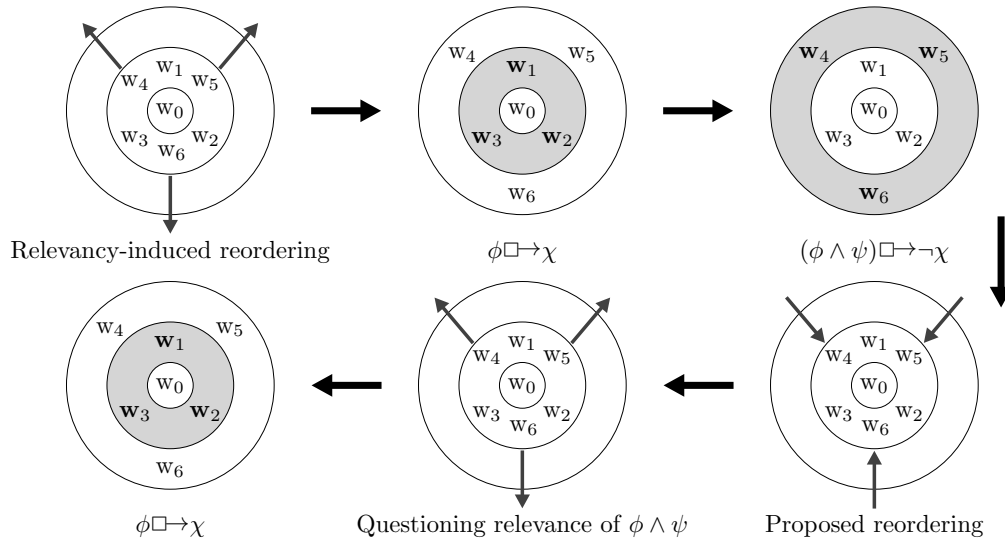 w₁
w₄ w₅
w₀
w₃ w₂
w₆
Relevancy-induced reordering
w₄ w₁ w₅
w₀
w₃ w₂
w₆
ϕ□→χ
w₄ w₅
w₁
w₀
w₃ w₂
w₆
(ϕ ∧ ψ)□→¬χ
w₁
w₄ w₅
w₀
w₃ w₂
w₆
Proposed reordering
w₁
w₄ w₅
w₀
w₃ w₂
w₆
Questioning relevance of ϕ ∧ ψ
w₄ w₅
w₁
w₀
w₃ w₂
w₆
ϕ□→χ